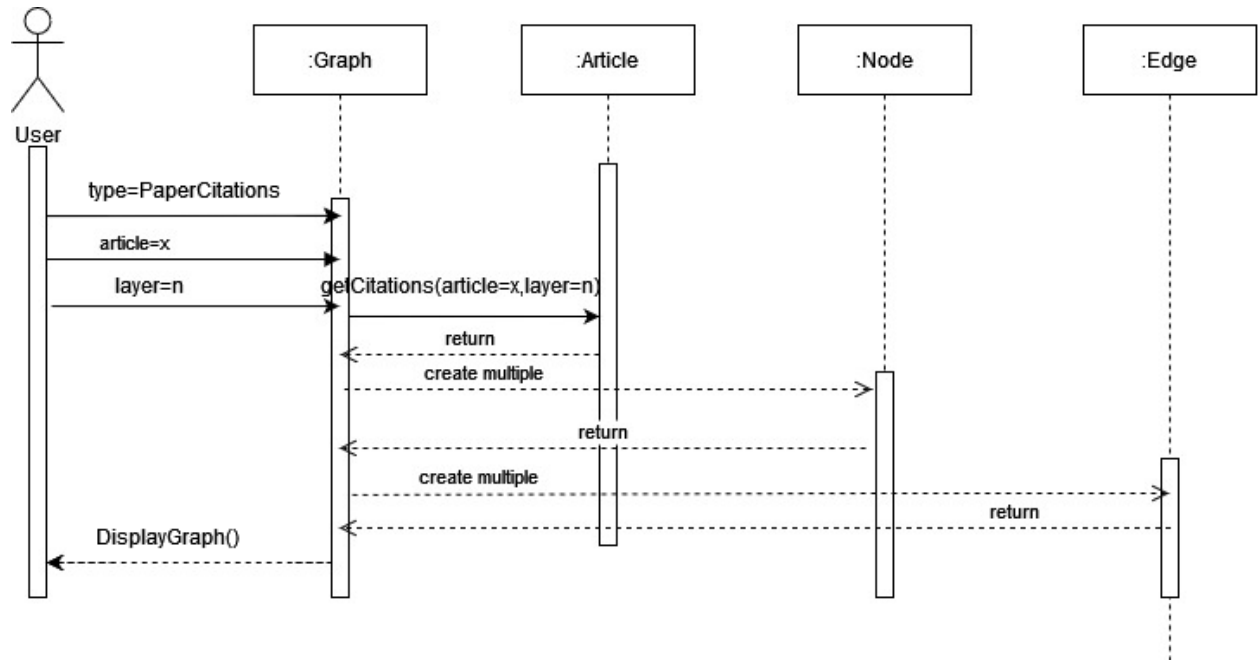 :Graph
:Article
:Node
:Edge
User
type=PaperCitations
article=x
layer=n
getCitations(article=x,layer=n)
return
create multiple
return
create multiple
return
DisplayGraph()